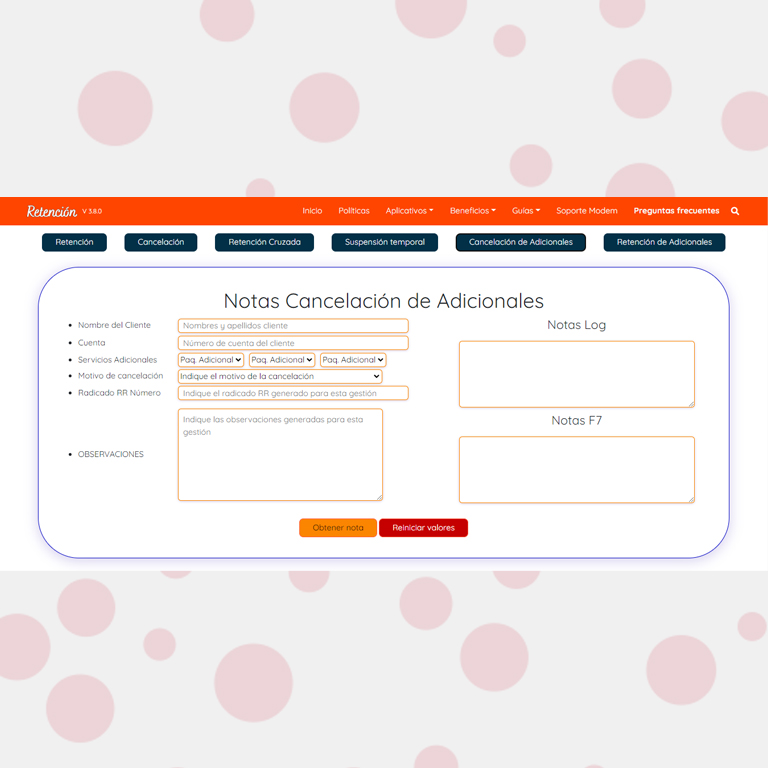 Retención V 3.8.0 Inicio Políticas Aplicativos Beneficios Guías Soporte Modem Preguntas frecuentes
Retención Cancelación Retención Cruzada Suspensión temporal Cancelación de Adicionales Retención de Adicionales
Notas Cancelación de Adicionales
Nombre del Cliente Nombres y apellidos cliente
Cuenta Número de cuenta del cliente
Servicios Adicionales Paq. Adicional Paq. Adicional Paq. Adicional
Motivo de cancelación Indique el motivo de la cancelación
Radicado RR Número Indique el radicado RR generado para esta gestión
OBSERVACIONES Indique las observaciones generadas para esta
gestión
Notas Log
Notas F7
Obtener nota Reiniciar valores